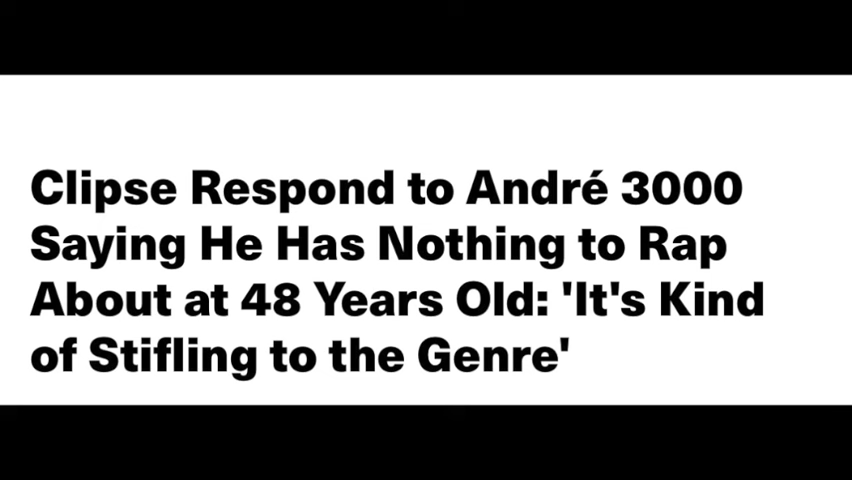 Clipse Respond to André 3000
Saying He Has Nothing to Rap
About at 48 Years Old: 'It's Kind
of Stifling to the Genre'